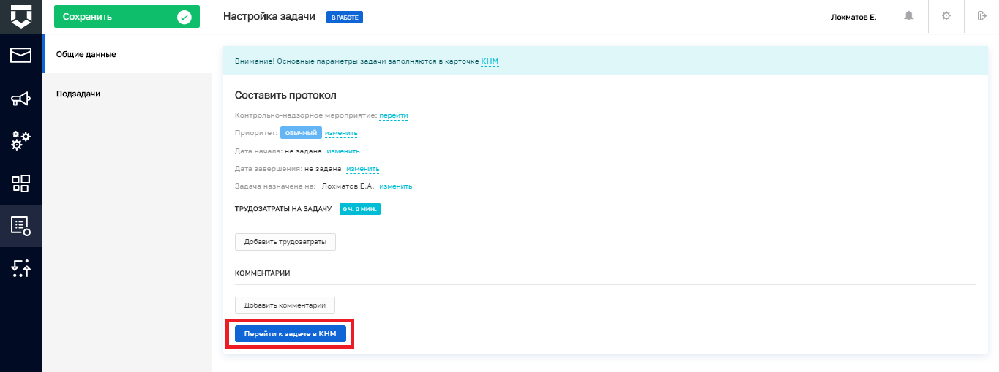 Сохранить
Настройка задачи В РАБОТЕ
Лохматов Е.
Общие данные
Подзадачи
Внимание! Основные параметры задачи заполняются в карточке КНМ
Составить протокол
Контрольно-надзорное мероприятие: перейти
Приоритет: ОБЫЧНЫЙ изменить
Дата начала: не задана изменить
Дата завершения: не задана изменить
Задача назначена на: Лохматов Е.А. изменить
ТРУДОЗАТРАТЫ НА ЗАДАЧУ 0 Ч. 0 МИН.
Добавить трудозатраты
КОММЕНТАРИИ
Добавить комментарий
Перейти к задаче в КНМ